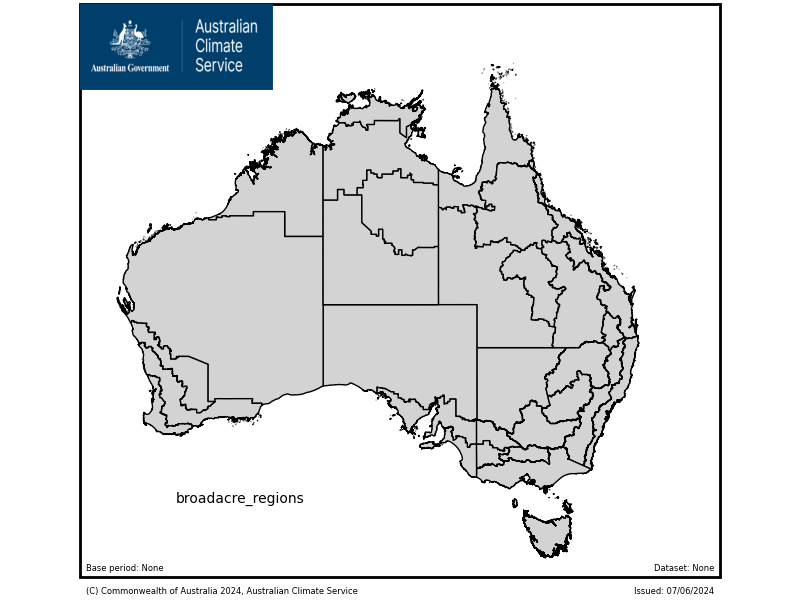 Australian Government
Australian
Climate
Service
broadacre_regions
Base period: None
Dataset: None
(C) Commonwealth of Australia 2024, Australian Climate Service
Issued: 07/06/2024